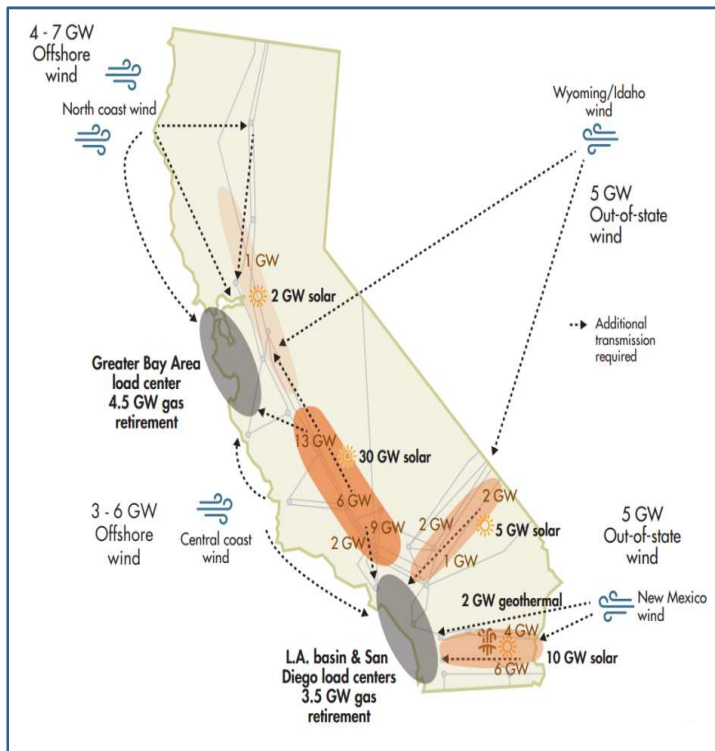 4 - 7 GW
Offshore
wind
North coast wind
Wyoming/Idaho
wind
5 GW
Out-of-state
wind
1 GW
2 GW solar
Additional
transmission
required
Greater Bay Area
load center
4.5 GW gas
retirement
13 GW
30 GW solar
3 - 6 GW
Offshore
wind
Central coast
wind
6 GW
9 GW
2 GW
2 GW
2 GW
5 GW solar
1 GW
5 GW
Out-of-state
wind
2 GW geothermal
New Mexico
wind
4 GW
10 GW solar
6 GW
L.A. basin & San
Diego load centers
3.5 GW gas
retirement